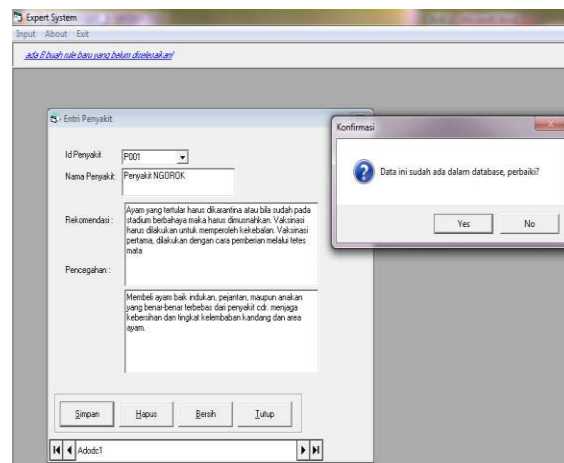 Expert System
Input About Exit
ada 8 buah rule baru yang belum diselesaikan!
Entri Penyakit
Id Penyakit P001
Nama Penyakit: Penyakit NGOROK
Rekomendasi :
Ayam yang tertular harus dikarantina atau bila sudah pada
stadium berbahaya maka harus dimusnahkan. Vaksinasi
harus dilakukan untuk memperoleh kekebalan. Vaksinasi
pertama, dilakukan dengan cara pemberian melalui tetes
mata
Pencegahan :
Membeli ayam baik indukan, pejantan, maupun anakan
yang benar-benar terbebas dari penyakit cdr. menjaga
kebersihan dan tingkat kelembaban kandang dan area
ayam.
Simpan Hapus Bersih Tutup
Adodc1
Konfirmasi
Data ini sudah ada dalam database, perbaiki?
Yes No